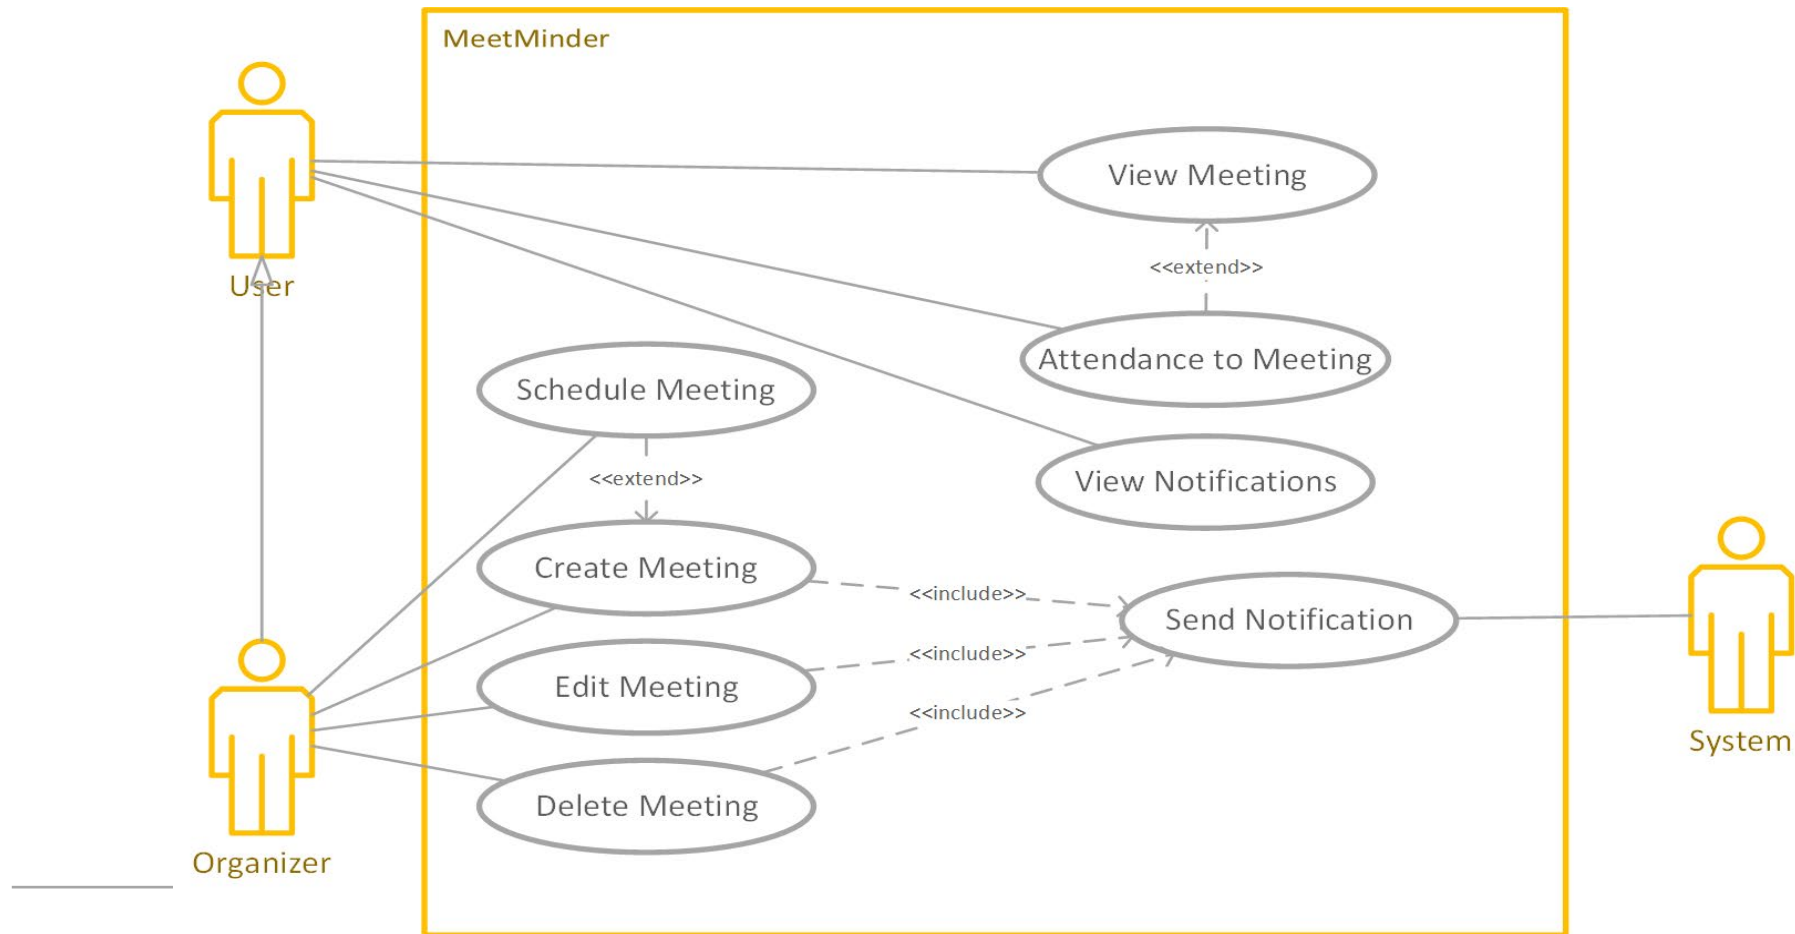 MeetMinder
View Meeting
User
<<extend>>
Attendance to Meeting
Schedule Meeting
<<extend>>
View Notifications
Create Meeting
<<include>>
Send Notification
<<include>>
Edit Meeting
<<include>>
System
Delete Meeting
Organizer